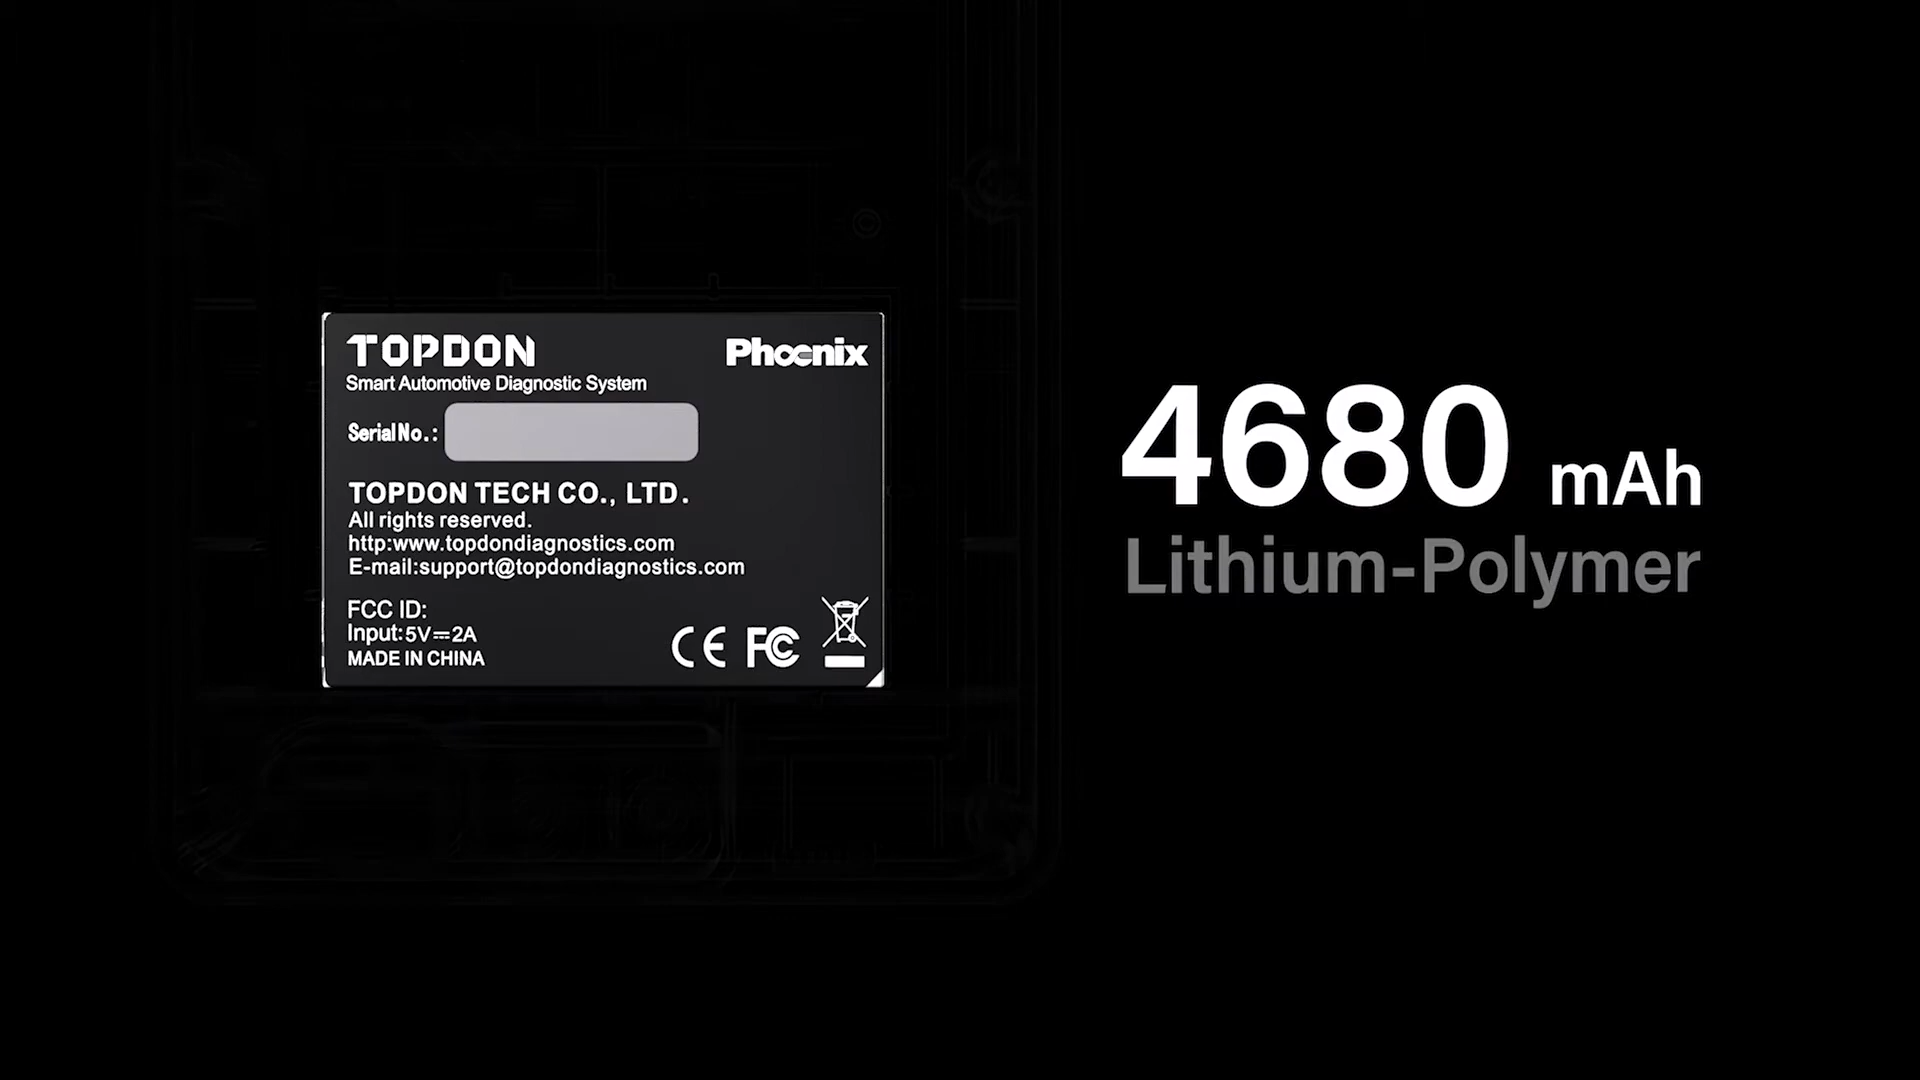 TOPDON
Phoenix
Smart Automotive Diagnostic System
Serial No.:
TOPDON TECH CO., LTD.
All rights reserved.
http:www.topdondiagnostics.com
E-mail:support@topdondiagnostics.com
FCC ID:
Input:5V⎓2A
MADE IN CHINA
CE FC
4680 mAh
Lithium-Polymer